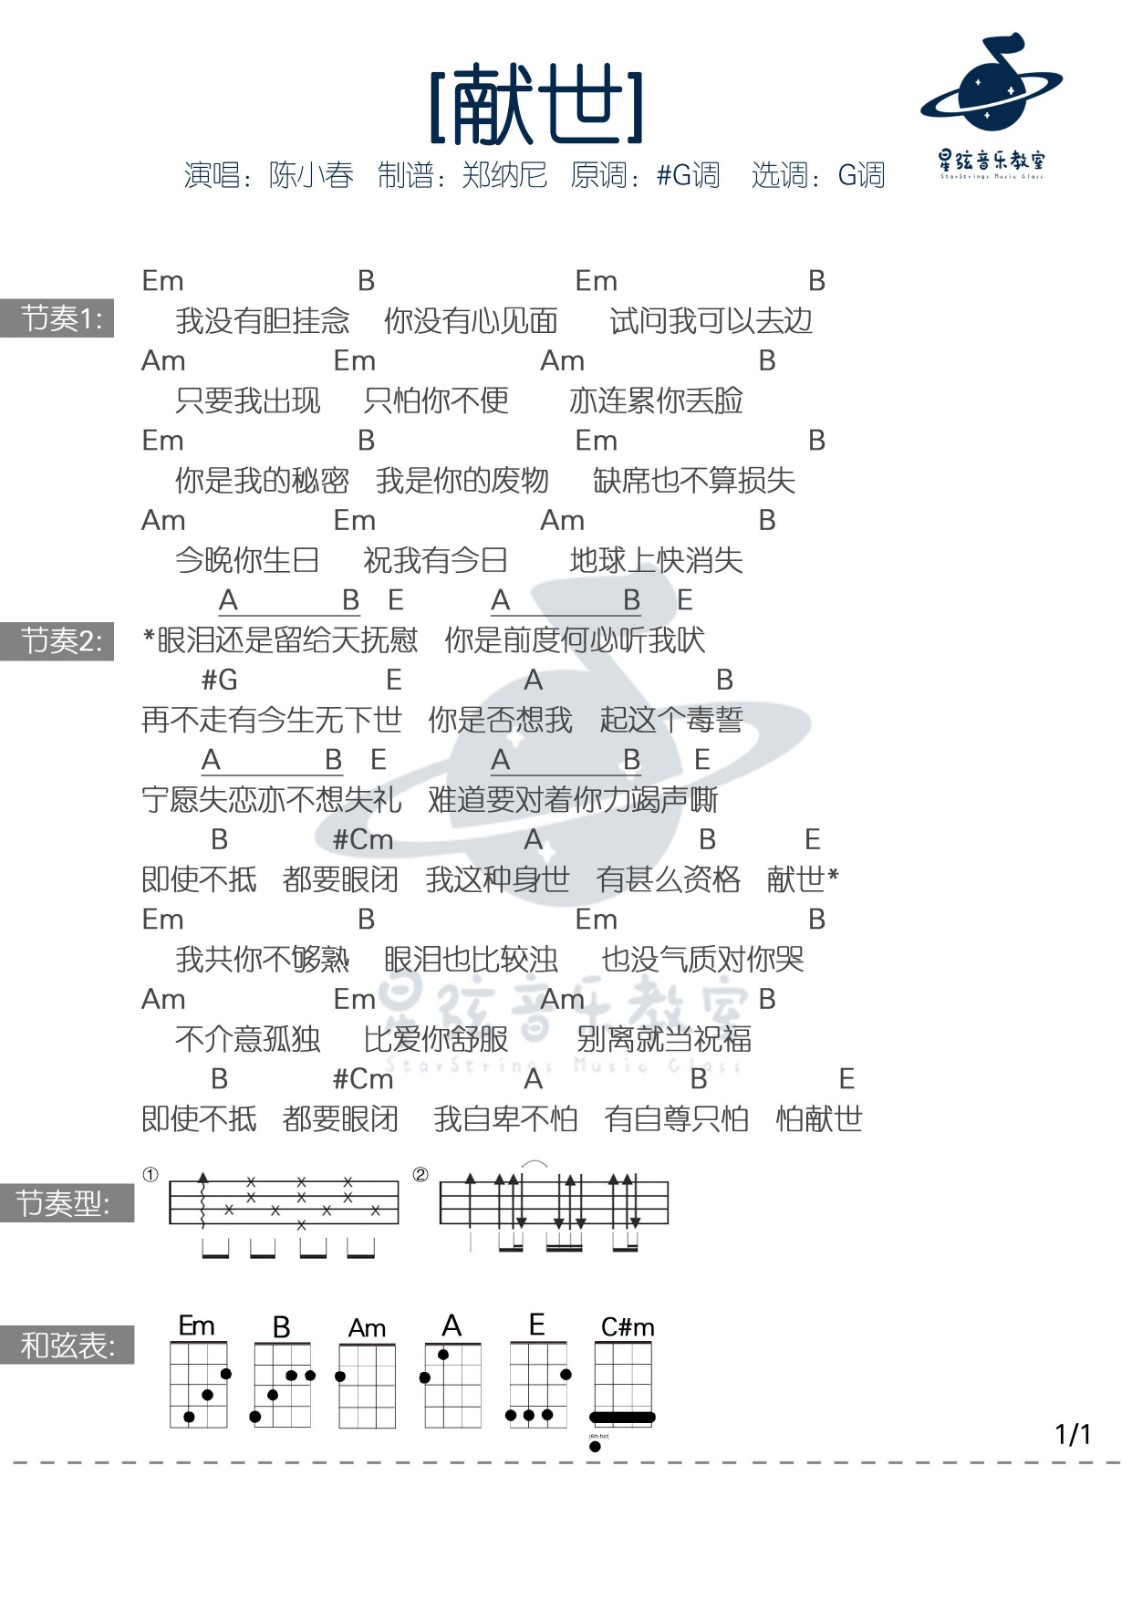 [献世]
星弦音乐教室
StarStrings Music Class
演唱：陈小春 制谱：郑纳尼 原调：#G调 选调：G调
Em B Em B
节奏1: 我没有胆挂念 你没有心见面 试问我可以去边
Am Em Am B
只要我出现 只怕你不便 亦连累你丢脸
Em B Em B
你是我的秘密 我是你的废物 缺席也不算损失
Am Em Am B
今晚你生日 祝我有今日 地球上快消失
A B E A B E
节奏2: *眼泪还是留给天抚慰 你是前度何必听我吠
#G E A B
再不走有今生无下世 你是否想我 起这个毒誓
A B E A B E
宁愿失恋亦不想失礼 难道要对着你力竭声嘶
B #Cm A B E
即使不抵 都要眼闭 我这种身世 有甚么资格 献世*
Em B Em B
我共你不够熟 眼泪也比较浊 也没气质对你哭
Am Em Am B
不介意孤独 比爱你舒服 别离就当祝福
星弦音乐教室
StarStrings Music Class
B #Cm A B E
即使不抵 都要眼闭 我自卑不怕 有自尊只怕 怕献世
节奏型: ① ②
和弦表: Em B Am A E C#m
1/1